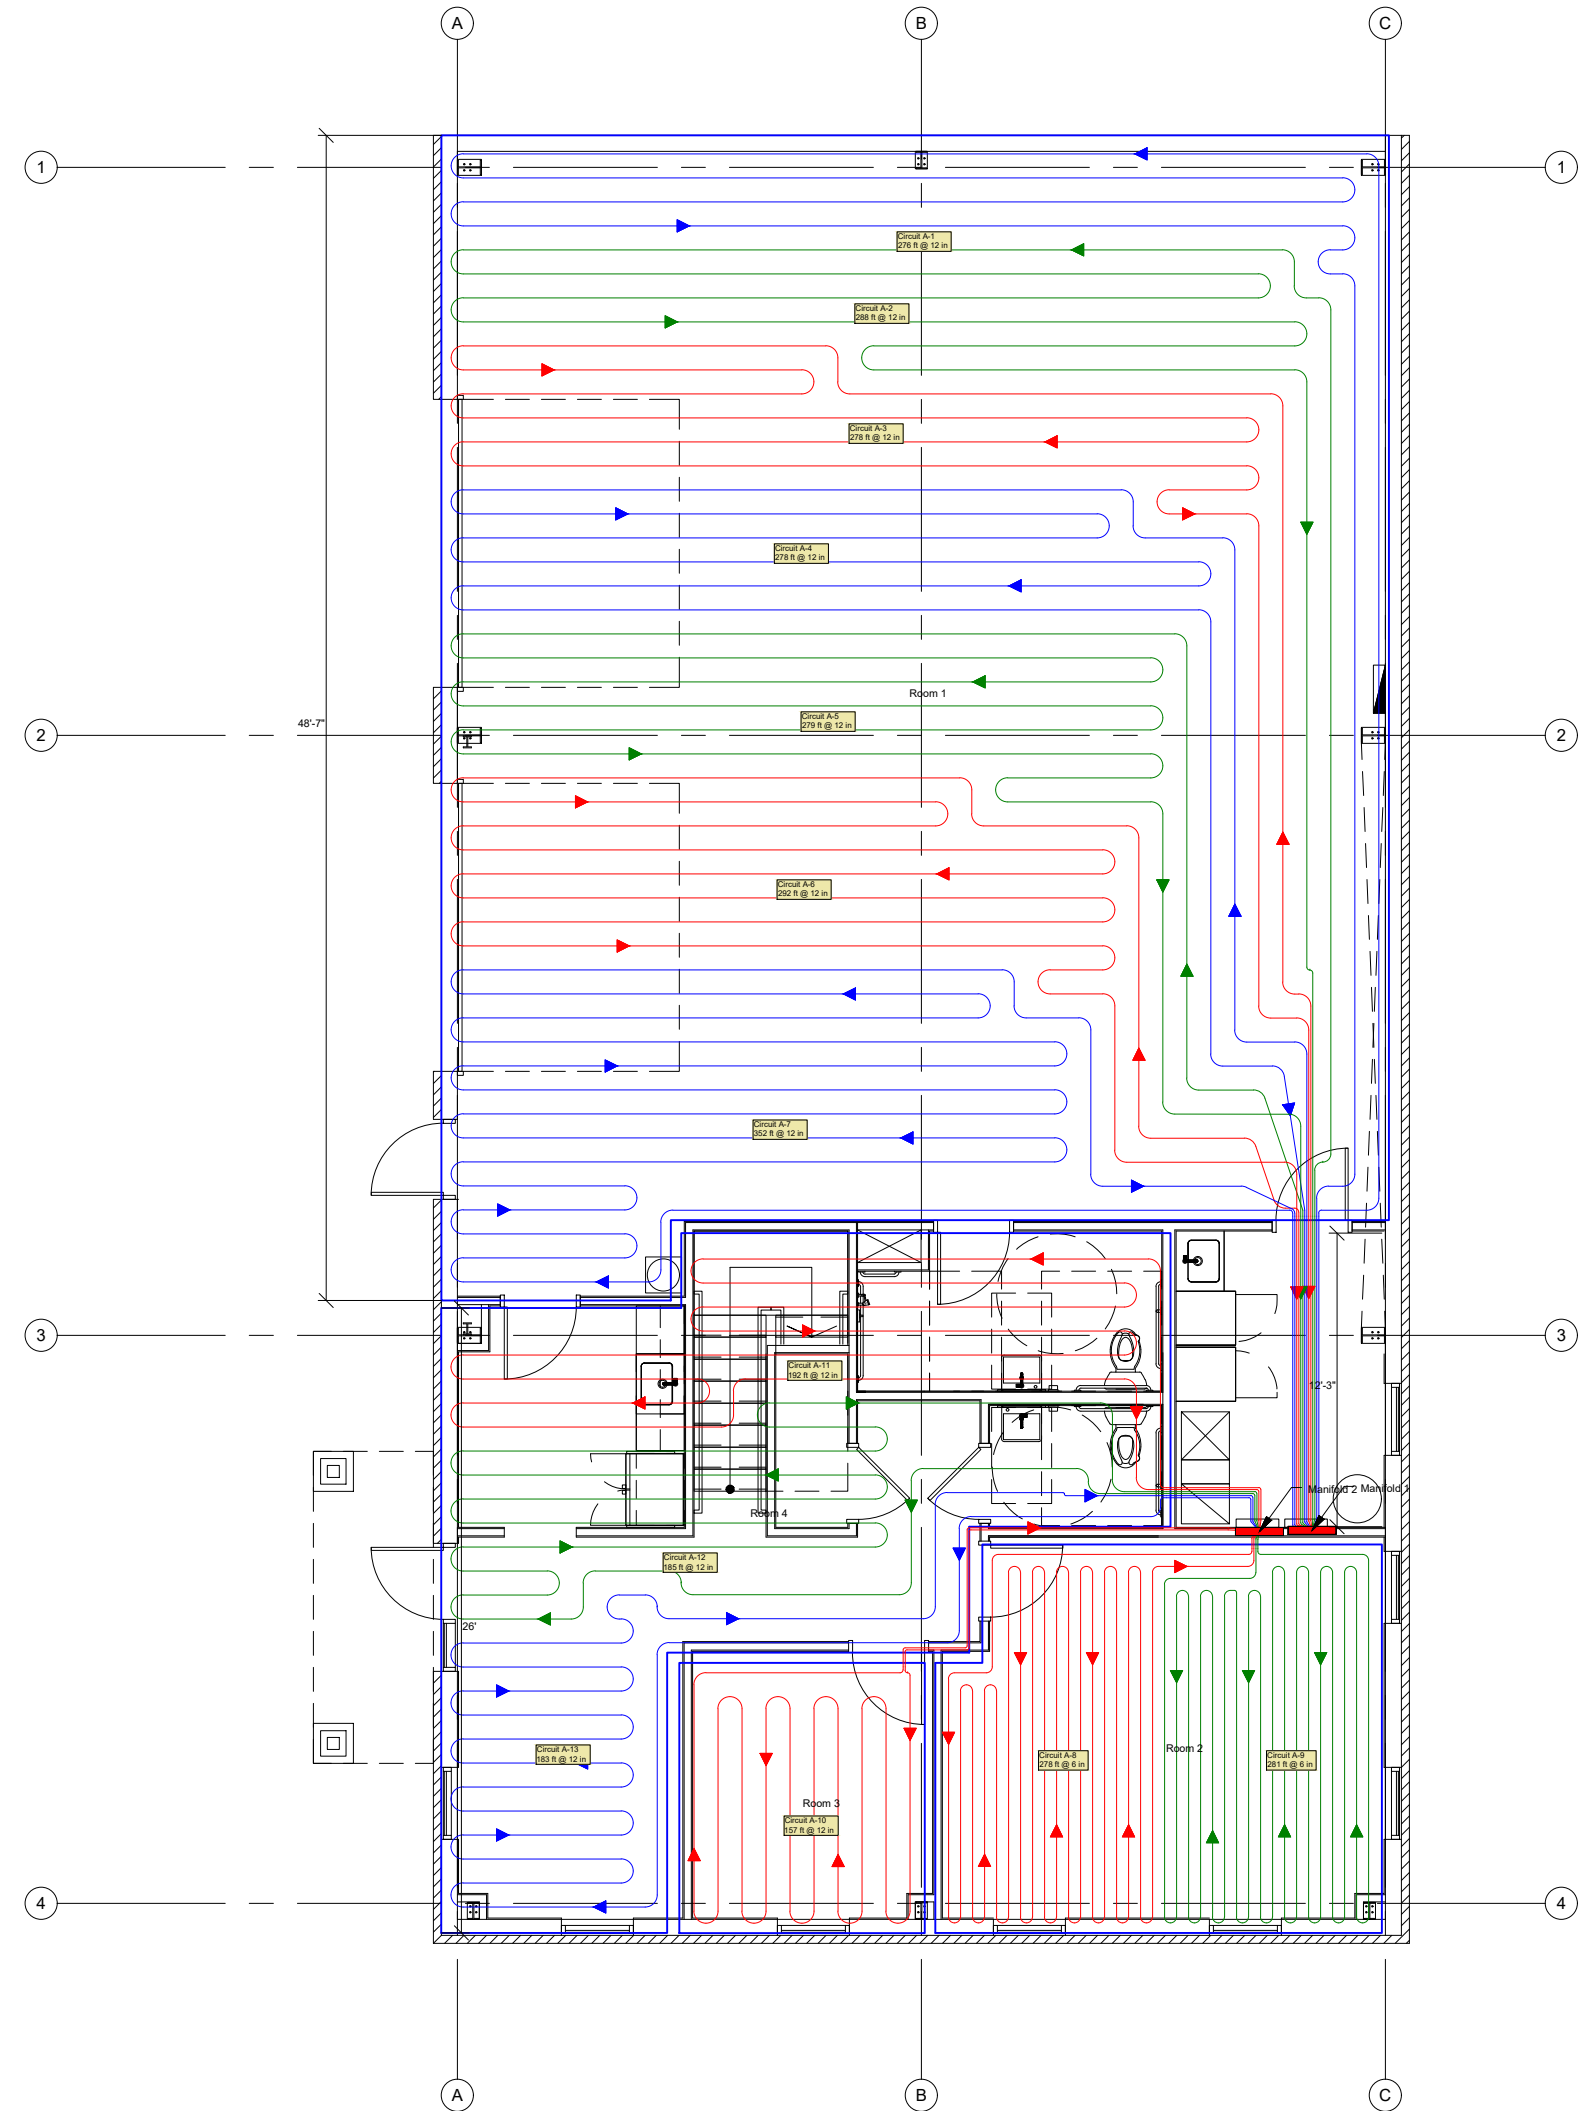 A
B
C
1
1
Circuit A-1
276 ft @ 12 in
Circuit A-2
288 ft @ 12 in
Circuit A-3
278 ft @ 12 in
Circuit A-4
278 ft @ 12 in
Room 1
48'-7"
Circuit A-5
279 ft @ 12 in
2
2
Circuit A-6
292 ft @ 12 in
Circuit A-7
352 ft @ 12 in
3
3
Circuit A-11
192 ft @ 12 in
12'-3"
Manifold 2
Manifold 1
Room 4
Circuit A-12
185 ft @ 12 in
26'
Circuit A-13
183 ft @ 12 in
Circuit A-8
278 ft @ 6 in
Room 2
Circuit A-9
281 ft @ 6 in
Room 3
Circuit A-10
157 ft @ 12 in
4
4
A
B
C